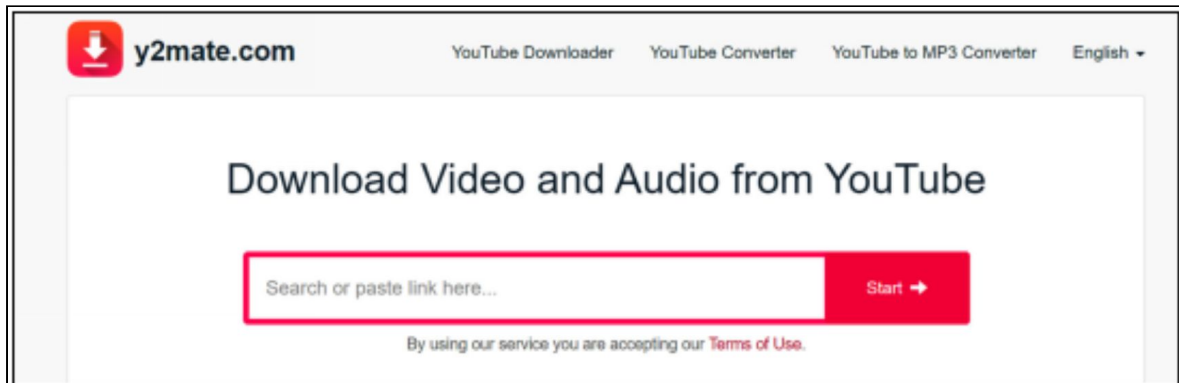 y2mate.com YouTube Downloader YouTube Converter YouTube to MP3 Converter English
Download Video and Audio from YouTube
Search or paste link here... Start
By using our service you are accepting our Terms of Use.